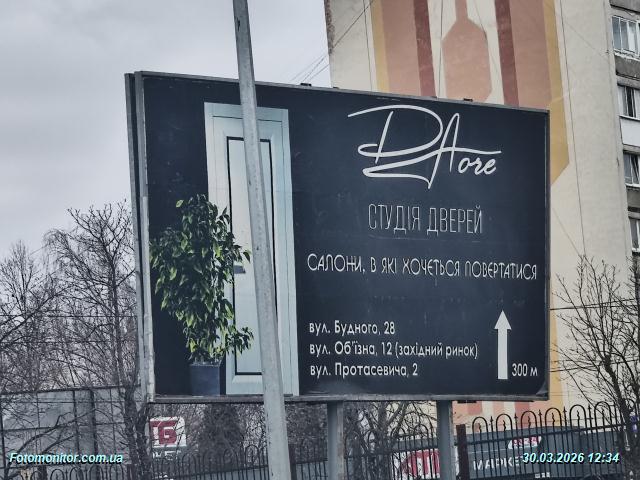 DAore
СТУДІЯ ДВЕРЕЙ
САЛОНИ, В ЯКІ ХОЧЕТЬСЯ ПОВЕРТАТИСЯ
вул. Будного, 28
вул. Об'їзна, 12 (західний ринок)
вул. Протасевича, 2
300 м
МАРКЕ
Fotomonitor.com.ua
30.03.2026 12:34